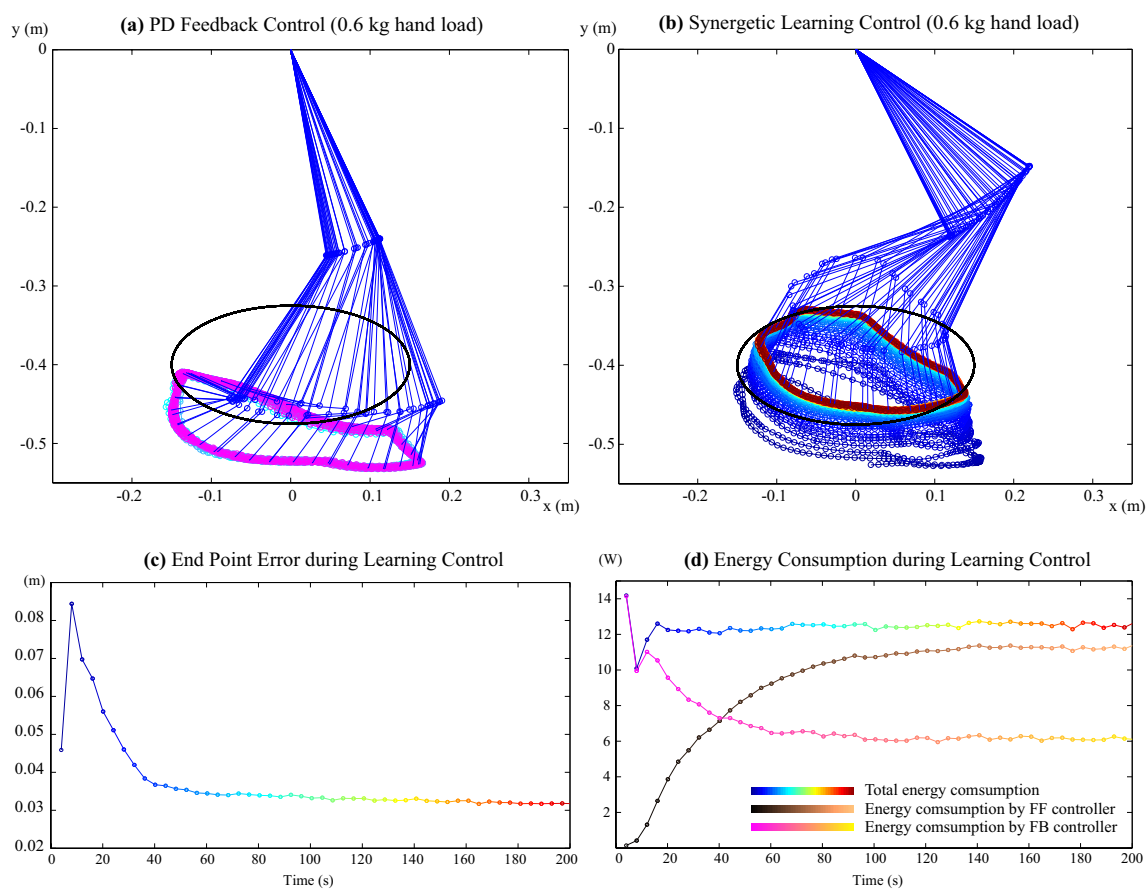 (a) PD Feedback Control (0.6 kg hand load)
y (m)
0
-0.1
-0.2
-0.3
-0.4
-0.5
-0.2 -0.1 0 0.1 0.2 0.3
x (m)
(b) Synergetic Learning Control (0.6 kg hand load)
y (m)
0
-0.1
-0.2
-0.3
-0.4
-0.5
-0.2 -0.1 0 0.1 0.2 0.3
x (m)
(c) End Point Error during Learning Control
(m)
0.08
0.07
0.06
0.05
0.04
0.03
0.02
0 20 40 60 80 100 120 140 160 180 200
Time (s)
(d) Energy Consumption during Learning Control
(W)
14
12
10
8
6
4
2
0 20 40 60 80 100 120 140 160 180 200
Time (s)
Total energy comsumption
Energy comsumption by FF controller
Energy comsumption by FB controller